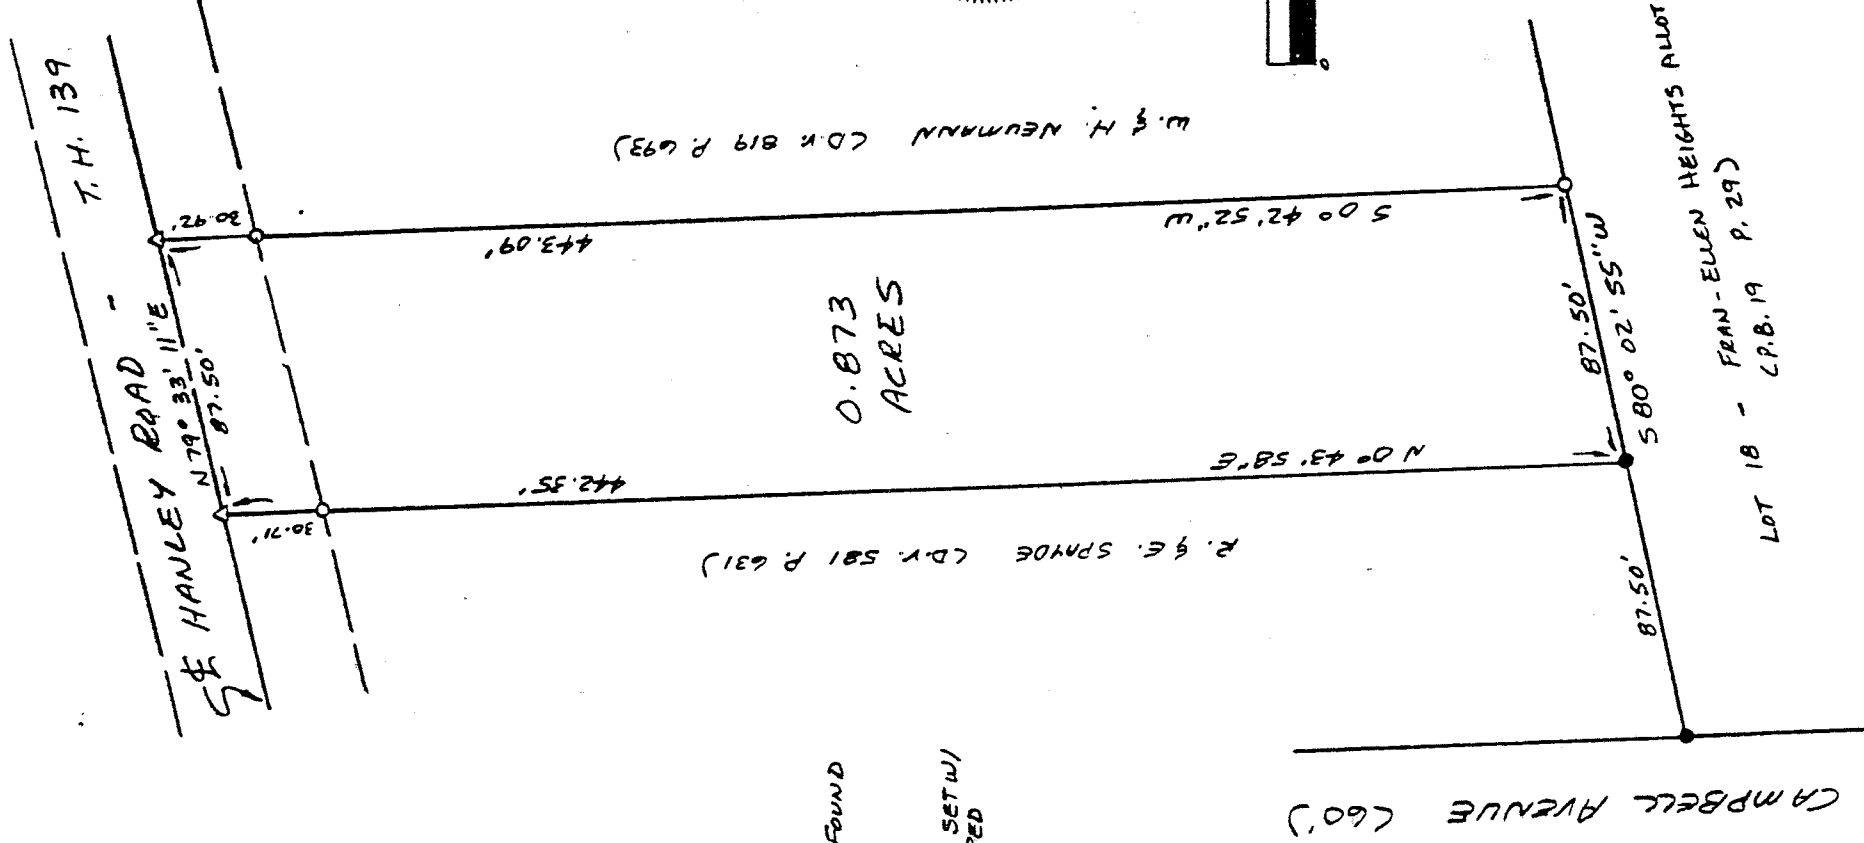 T.H. 139
℄ HANLEY ROAD -
N 79° 33' 11"E
87.50'
30.92'
443.09'
S 0° 42' 52" W
W. & H. NEUMANN (D.V. 819 P. 693)
0.873
ACRES
30.71'
442.35'
N 0° 43' 58"E
R. & E. SPAYDE (D.V. 581 P. 631)
87.50'
S 80° 02' 55"W
87.50'
LOT 18 - FRAN-ELLEN HEIGHTS ALLOT
(P.B. 19 P. 29)
CAMPBELL AVENUE (60')
FOUND
SET W/
PED
0